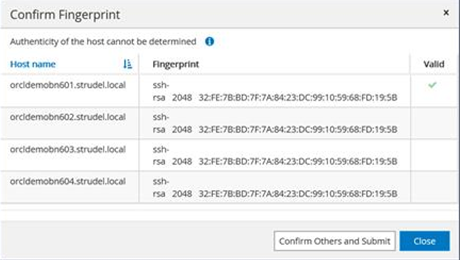 Confirm Fingerprint x
Authenticity of the host cannot be determined
Host name Fingerprint Valid
orcldemobn601.strudel.local ssh-
rsa 2048 32:FE:7B:BD:7F:7A:84:23:DC:99:10:59:68:FD:19:5B
orcldemobn602.strudel.local ssh-
rsa 2048 32:FE:7B:BD:7F:7A:84:23:DC:99:10:59:68:FD:19:5B
orcldemobn603.strudel.local ssh-
rsa 2048 32:FE:7B:BD:7F:7A:84:23:DC:99:10:59:68:FD:19:5B
orcldemobn604.strudel.local ssh-
rsa 2048 32:FE:7B:BD:7F:7A:84:23:DC:99:10:59:68:FD:19:5B
Confirm Others and Submit Close